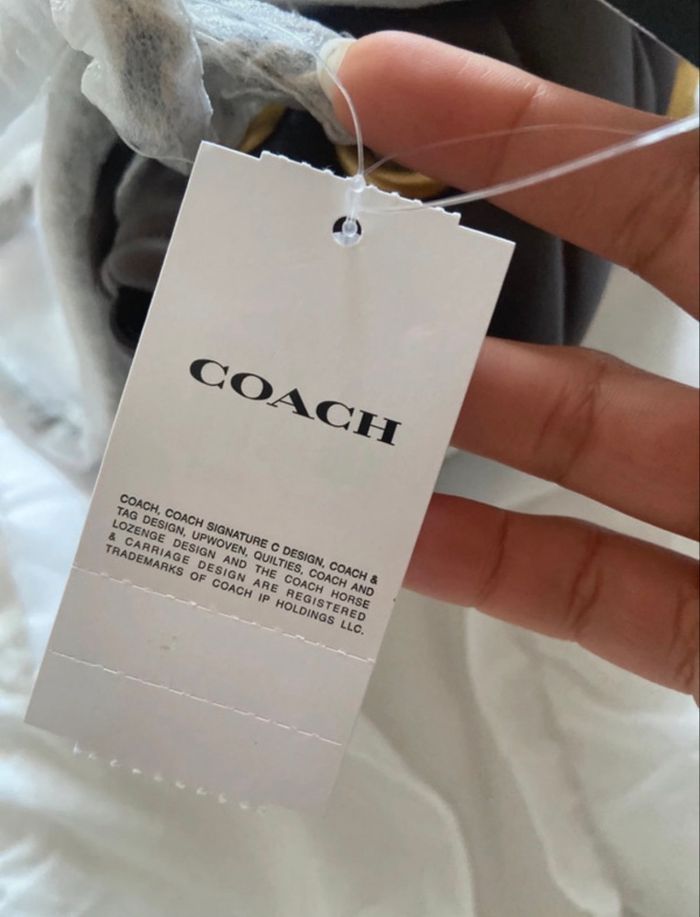 COACH
COACH, COACH SIGNATURE C DESIGN, COACH &
TAG DESIGN, UPWOVEN, QUILTIES, COACH AND
LOZENGE DESIGN AND THE COACH HORSE
& CARRIAGE DESIGN ARE REGISTERED
TRADEMARKS OF COACH IP HOLDINGS LLC.